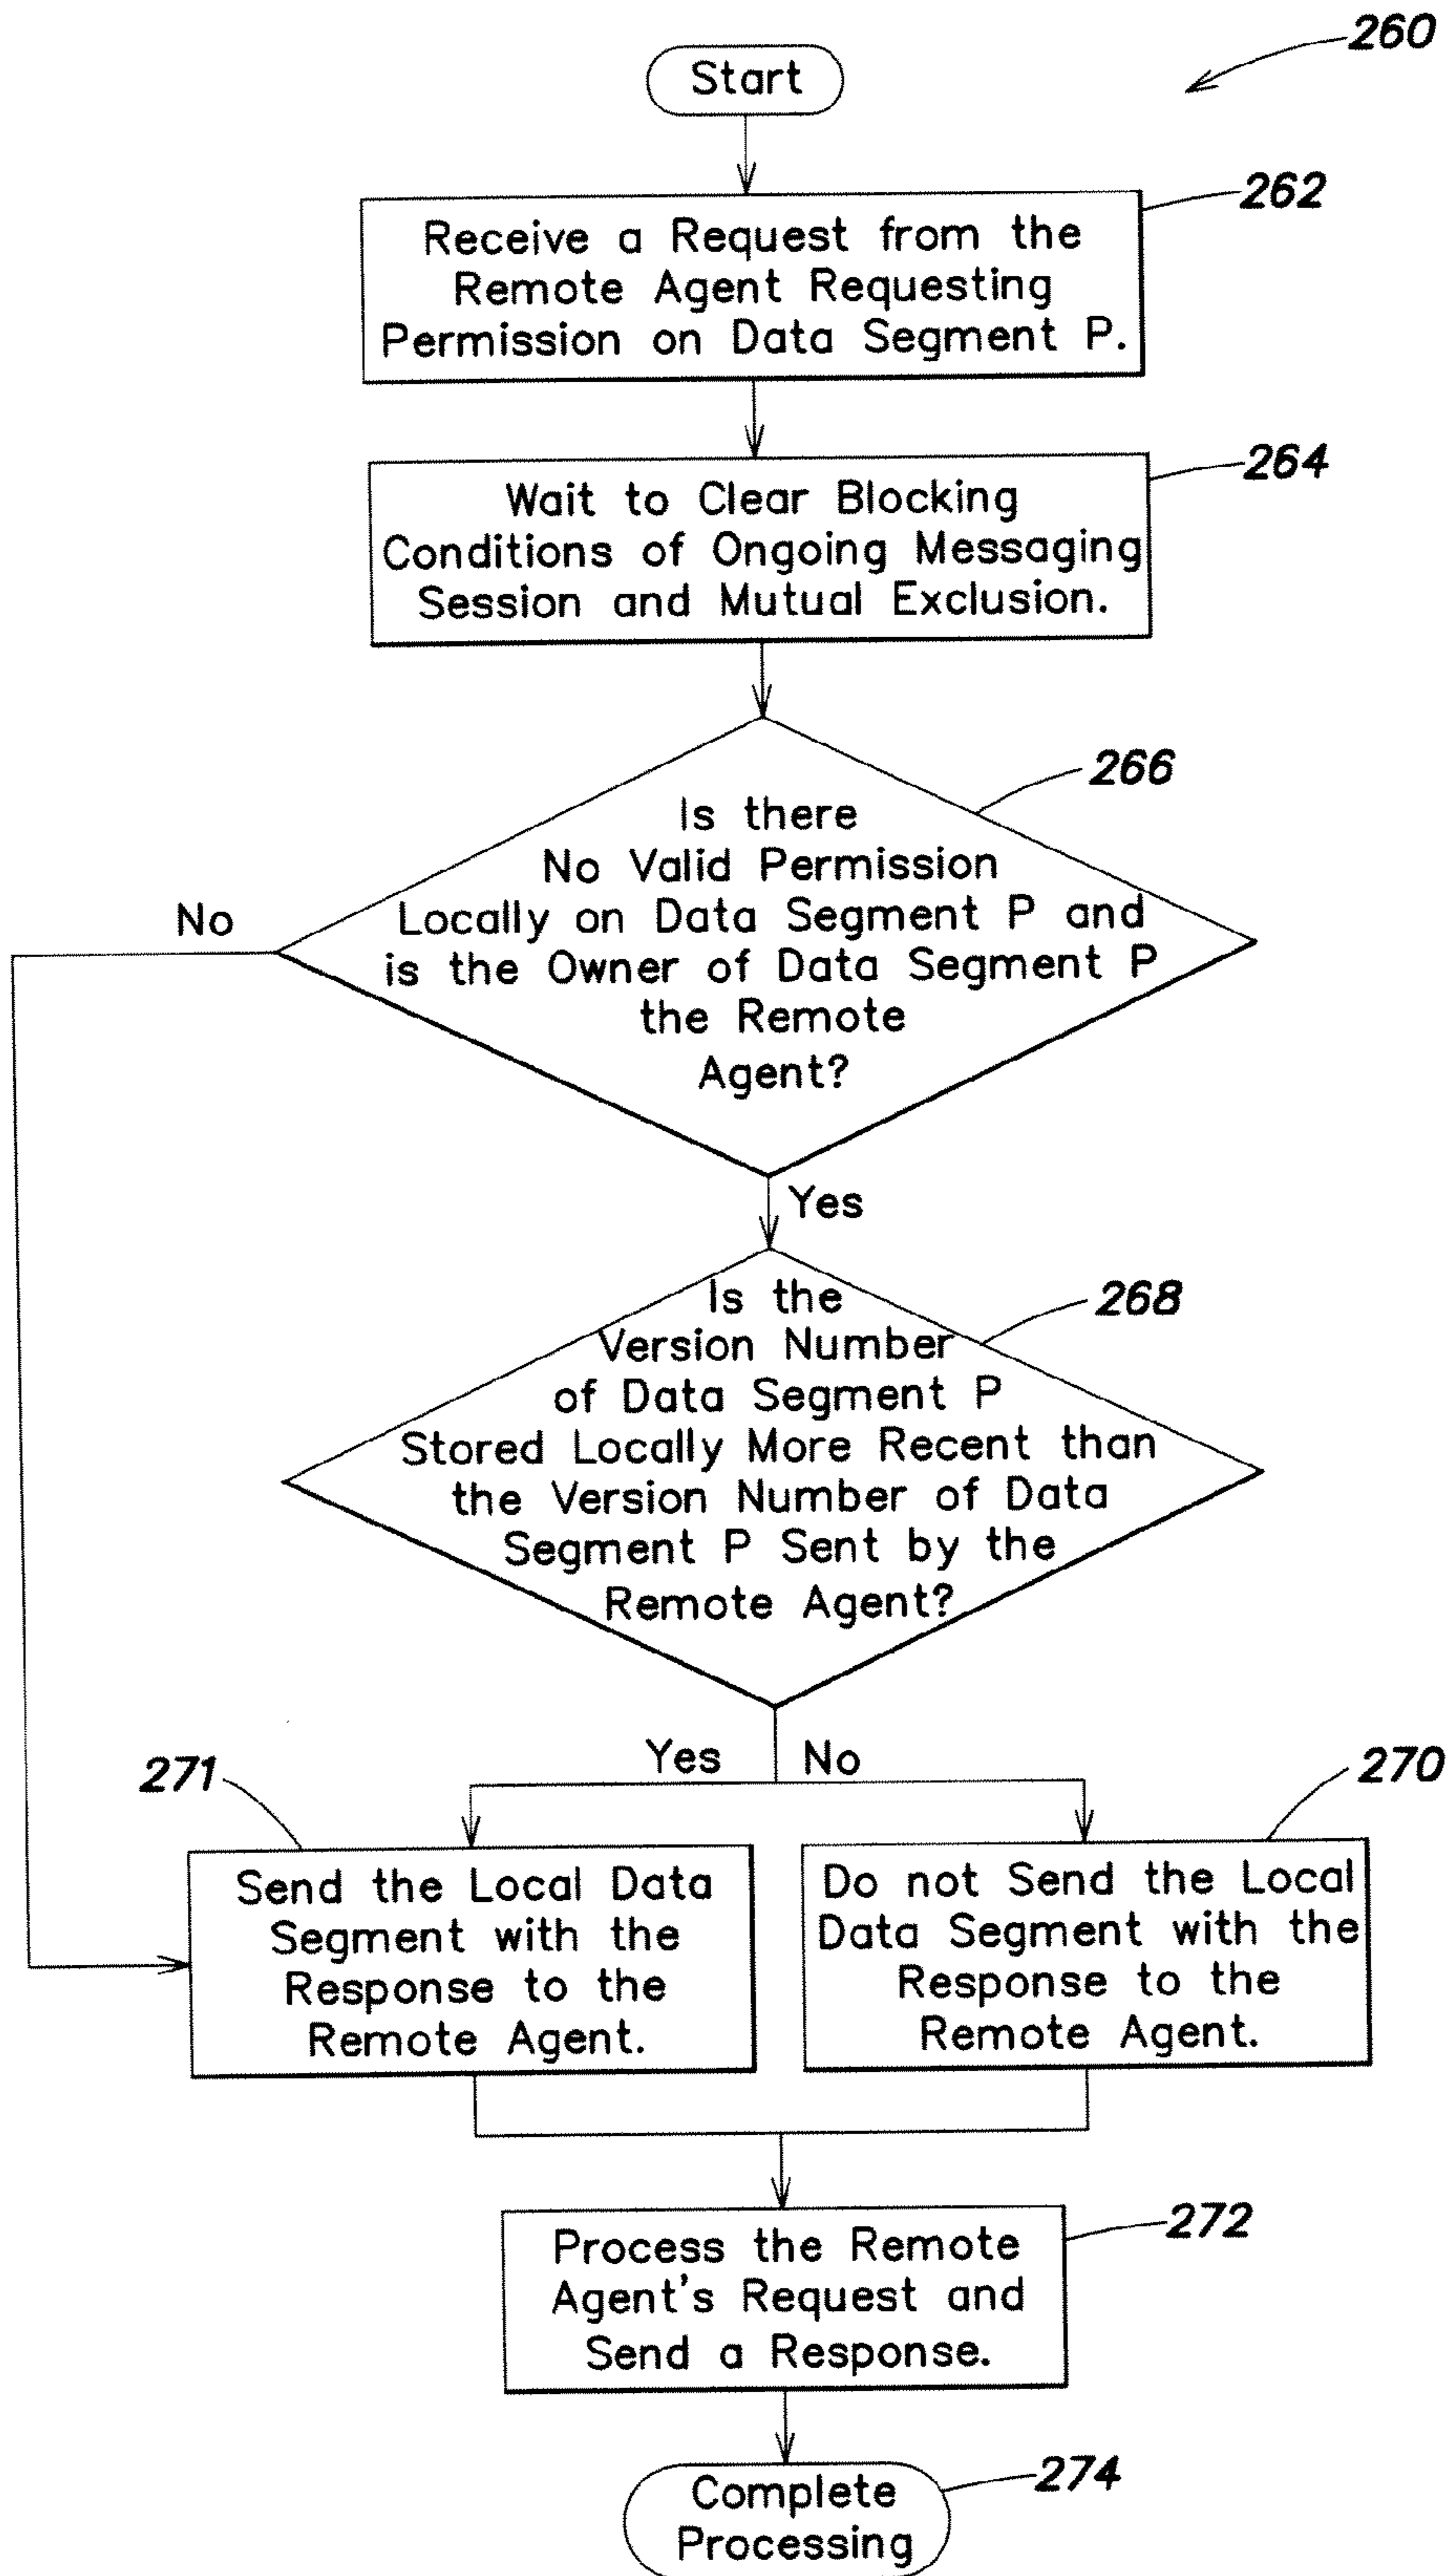 260
Start
262
Receive a Request from the
Remote Agent Requesting
Permission on Data Segment P.
264
Wait to Clear Blocking
Conditions of Ongoing Messaging
Session and Mutual Exclusion.
266
Is there
No Valid Permission
Locally on Data Segment P and
is the Owner of Data Segment P
the Remote
Agent?
No
Yes
268
Is the
Version Number
of Data Segment P
Stored Locally More Recent than
the Version Number of Data
Segment P Sent by the
Remote Agent?
Yes
No
271
270
Send the Local Data
Segment with the
Response to the
Remote Agent.
Do not Send the Local
Data Segment with the
Response to the
Remote Agent.
272
Process the Remote
Agent's Request and
Send a Response.
274
Complete
Processing